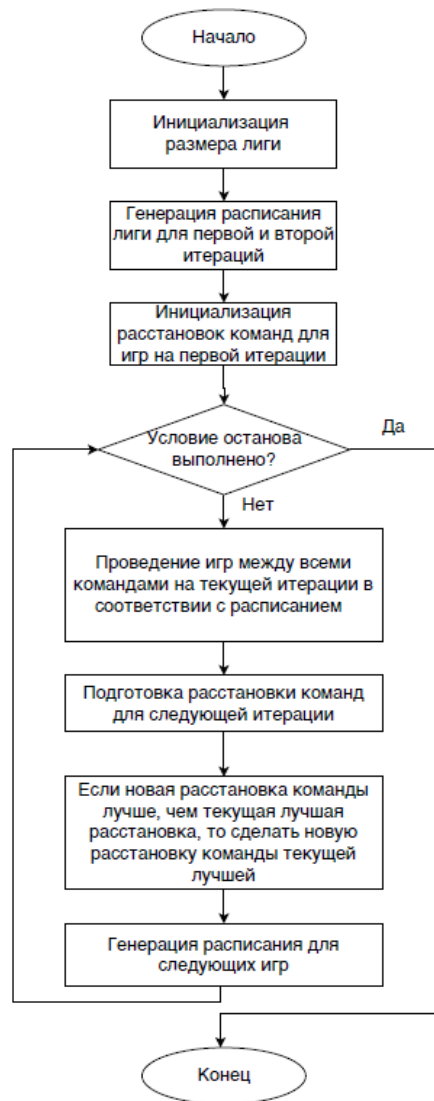 Начало
Инициализация
размера лиги
Генерация расписания
лиги для первой и второй
итераций
Инициализация
расстановок команд для
игр на первой итерации
Условие останова
выполнено?
Да
Нет
Проведение игр между всеми
командами на текущей итерации в
соответствии с расписанием
Подготовка расстановки команд
для следующей итерации
Если новая расстановка команды
лучше, чем текущая лучшая
расстановка, то сделать новую
расстановку команды текущей
лучшей
Генерация расписания для
следующих игр
Конец